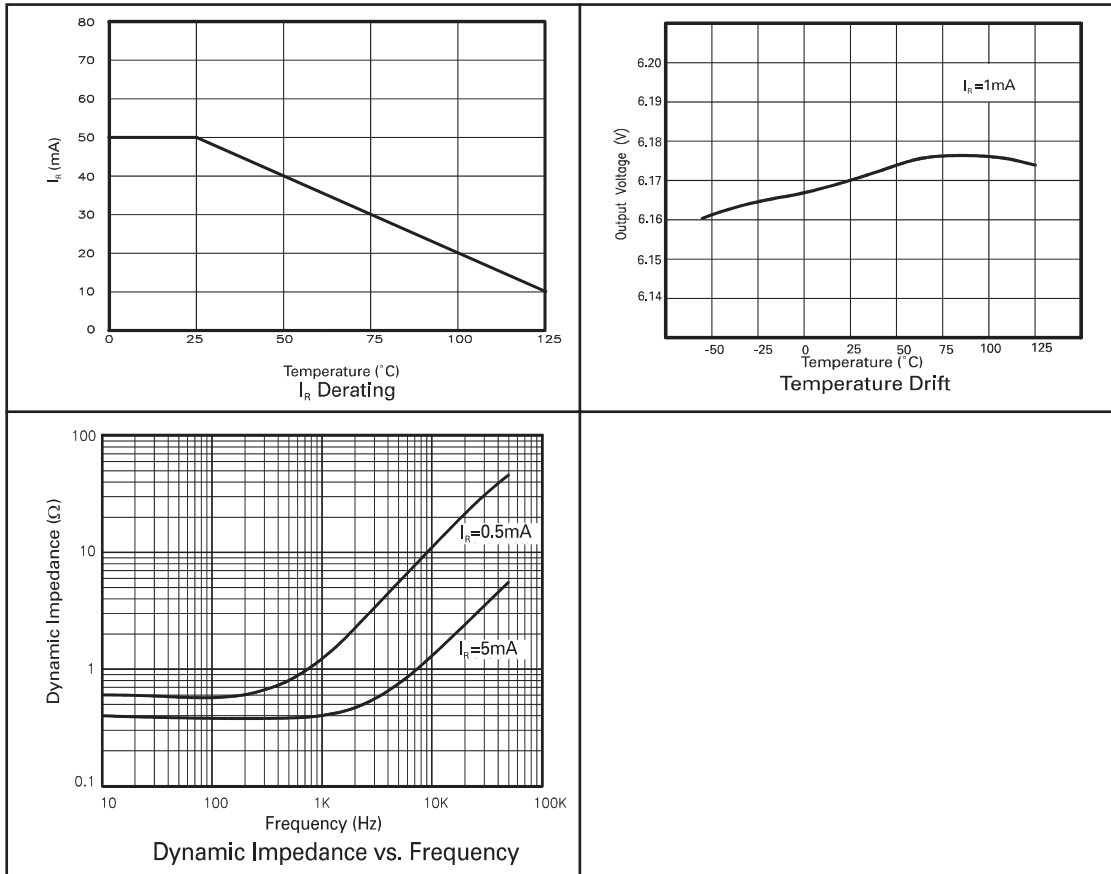 80
70
60
50
40
30
20
10
0
I_R (mA)
0 25 50 75 100 125
Temperature (˚C)
I_R Derating
6.20
6.19
6.18
6.17
6.16
6.15
6.14
Output Voltage (V)
I_R=1mA
-50 -25 0 25 50 75 100 125
Temperature (˚C)
Temperature Drift
100
10
1
0.1
Dynamic Impedance (Ω)
I_R=0.5mA
I_R=5mA
10 100 1K 10K 100K
Frequency (Hz)
Dynamic Impedance vs. Frequency